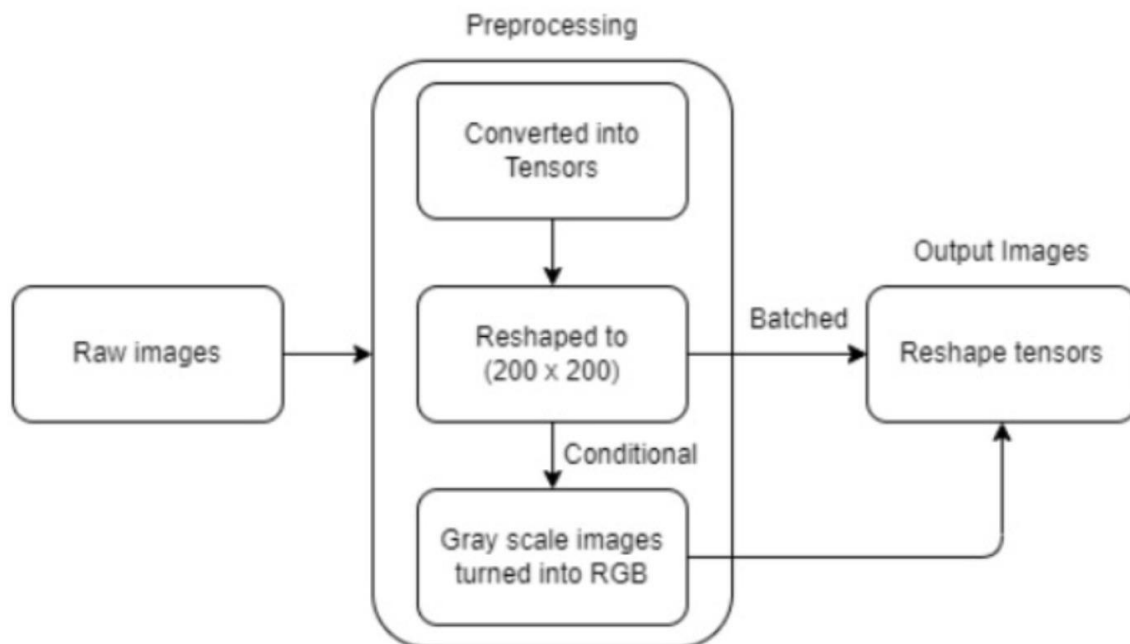 Preprocessing
Converted into
Tensors
Output Images
Raw images
Reshaped to
(200 x 200)
Batched
Reshape tensors
Conditional
Gray scale images
turned into RGB